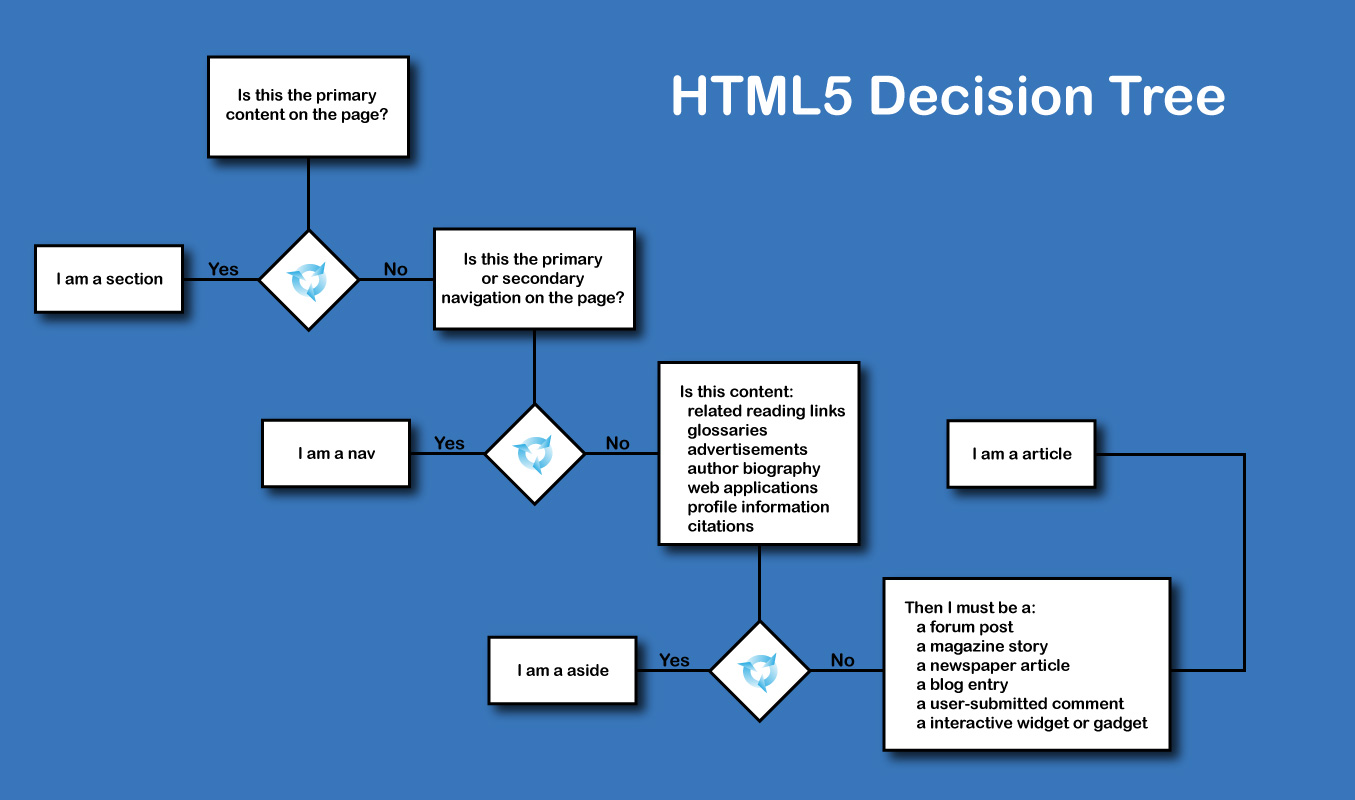 HTML5 Decision Tree
Is this the primary
content on the page?
I am a section
Yes
No
Is this the primary
or secondary
navigation on the page?
I am a nav
Yes
No
Is this content:
related reading links
glossaries
advertisements
author biography
web applications
profile information
citations
I am a article
I am a aside
Yes
No
Then I must be a:
a forum post
a magazine story
a newspaper article
a blog entry
a user-submitted comment
a interactive widget or gadget